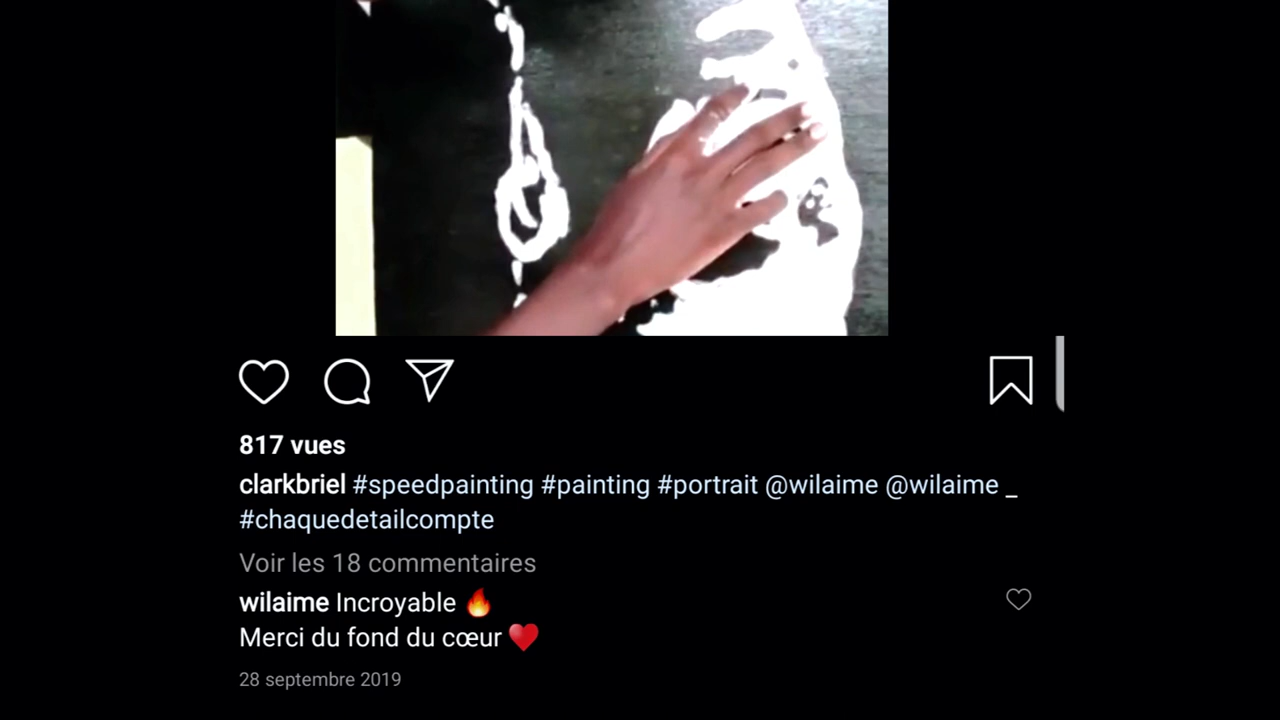 817 vues
clarkbriel #speedpainting #painting #portrait @wilaime @wilaime _
#chaquedetailcompte
Voir les 18 commentaires
wilaime Incroyable 🔥
Merci du fond du cœur ♥️
28 septembre 2019